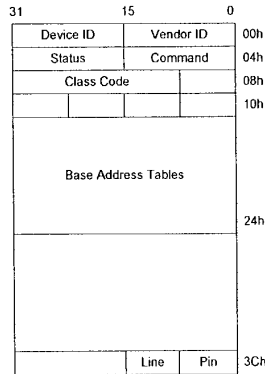 31 15 0
Device ID Vendor ID 00h
Status Command 04h
Class Code 08h
10h
Base Address Tables
24h
Line Pin 3Ch